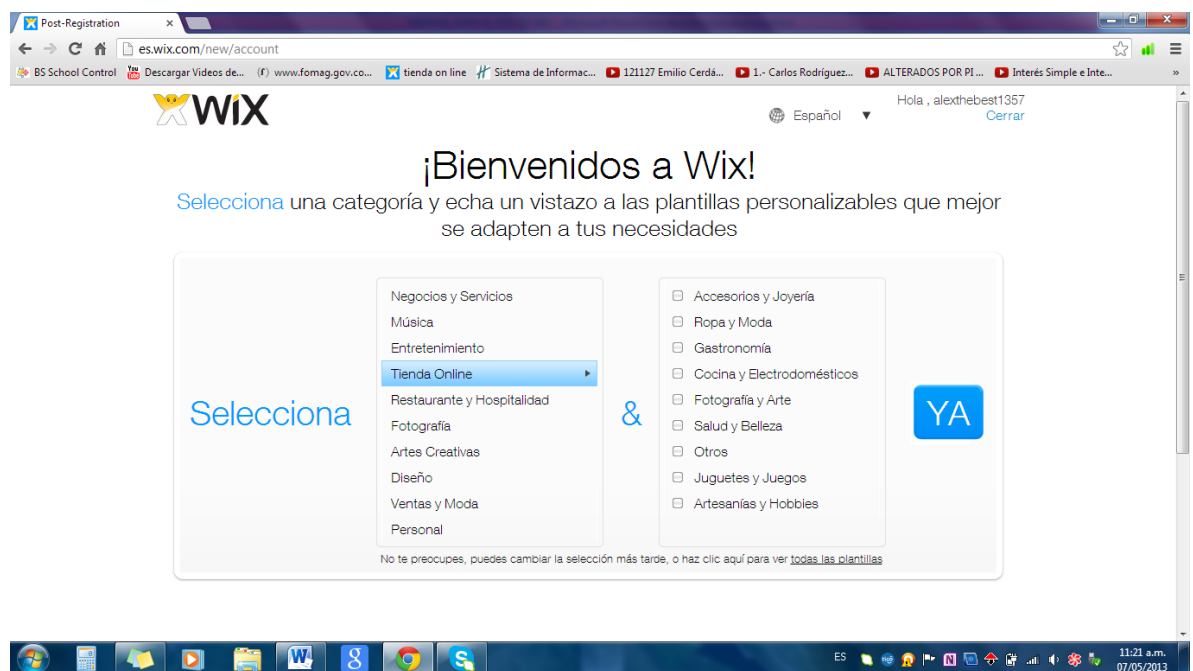 Post-Registration
es.wix.com/new/account
BS School Control Descargar Videos de... www.fomag.gov.co... tienda on line Sistema de Informac... 121127 Emilio Cerdá... 1.- Carlos Rodríguez... ALTERADOS POR PI ... Interés Simple e Inte... »
WiX
Español ▼
Hola , alexthebest1357
Cerrar
¡Bienvenidos a Wix!
Selecciona una categoría y echa un vistazo a las plantillas personalizables que mejor
se adapten a tus necesidades
Selecciona
Negocios y Servicios
Música
Entretenimiento
Tienda Online
Restaurante y Hospitalidad
Fotografía
Artes Creativas
Diseño
Ventas y Moda
Personal
&
Accesorios y Joyería
Ropa y Moda
Gastronomía
Cocina y Electrodomésticos
Fotografía y Arte
Salud y Belleza
Otros
Juguetes y Juegos
Artesanías y Hobbies
YA
No te preocupes, puedes cambiar la selección más tarde, o haz clic aquí para ver todas las plantillas
ES
11:21 a.m.
07/05/2013